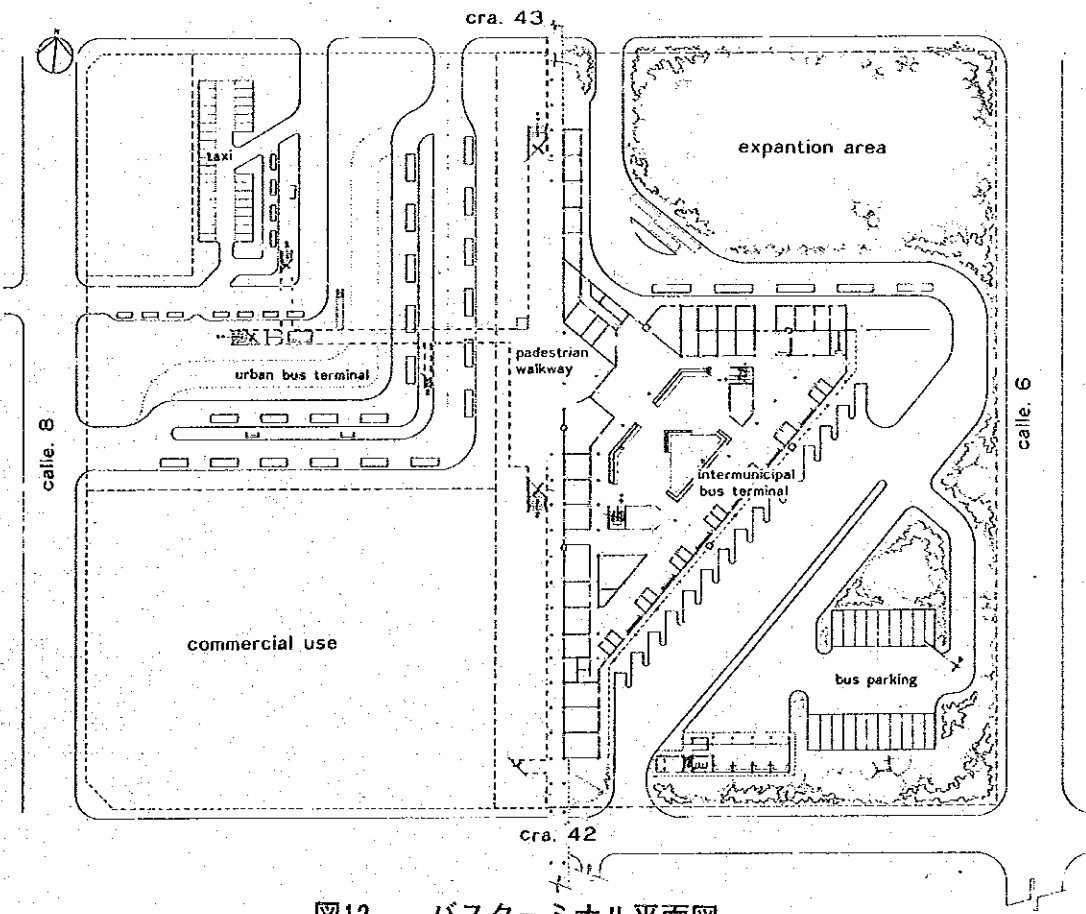 cra. 43
N
taxi
expantion area
padestrian
walkway
urban bus terminal
calle. 8
calle. 6
intermunicipal
bus terminal
commercial use
bus parking
cra. 42
図12 バスターミナル平面図